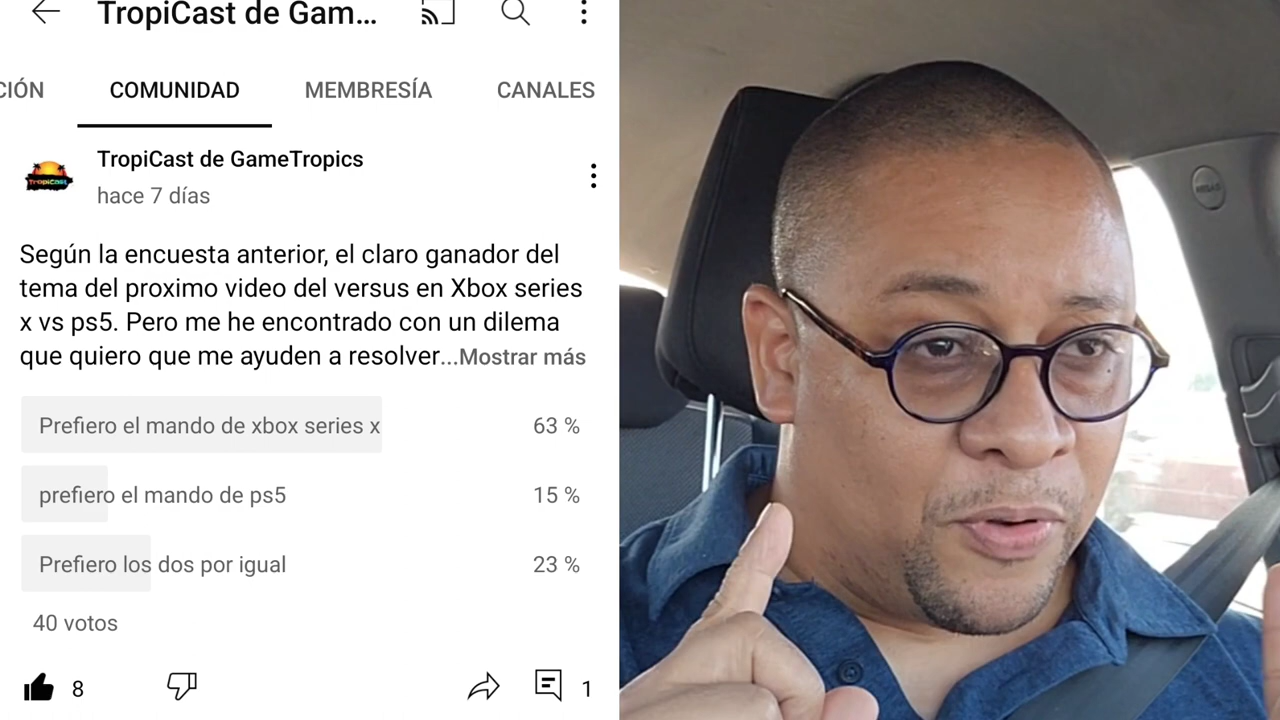 TropiCast de Gam...
CIÓN
COMUNIDAD
MEMBRESÍA
CANALES
TropiCast de GameTropics
TropiCast
hace 7 días
Según la encuesta anterior, el claro ganador del
tema del proximo video del versus en Xbox series
x vs ps5. Pero me he encontrado con un dilema
que quiero que me ayuden a resolver...Mostrar más
Prefiero el mando de xbox series x 63 %
prefiero el mando de ps5 15 %
Prefiero los dos por igual 23 %
40 votos
8
1